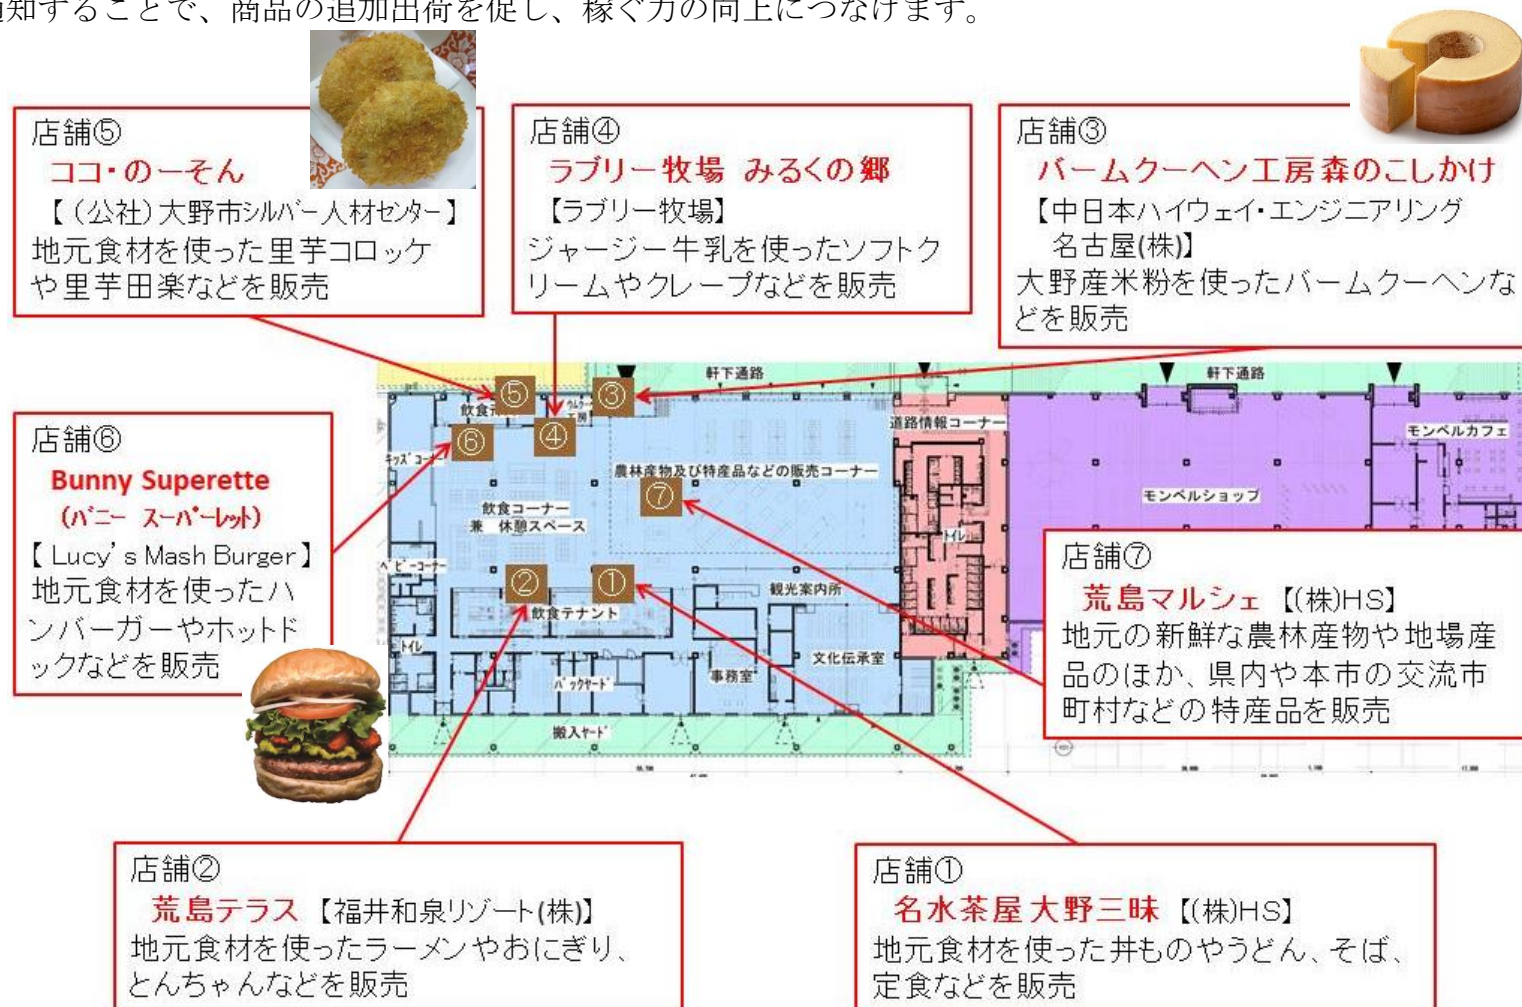 通知することで、商品の追加出荷を促し、稼ぐ力の向上につなげます。
店舗⑤
ココ・のーそん
【(公社)大野市シルバー人材センター】
地元食材を使った里芋コロッケ
や里芋田楽などを販売
店舗④
ラブリー牧場 みるくの郷
【ラブリー牧場】
ジャージー牛乳を使ったソフトク
リームやクレープなどを販売
店舗③
バームクーヘン工房森のこしかけ
【中日本ハイウェイ・エンジニアリング
名古屋(株)】
大野産米粉を使ったバームクーヘンな
どを販売
店舗⑥
Bunny Superette
(バニー スーパーレット)
【Lucy's Mash Burger】
地元食材を使ったハ
ンバーガーやホットド
ックなどを販売
軒下通路
軒下通路
⑤
③
飲食テ
工房
④
⑥
道路情報コーナー
モンベルカフェ
キッズコーナ
農林産物及び特産品などの販売コーナー
⑦
モンベルショップ
飲食コーナー
兼 休憩スペース
トイレ
ベビーコーナー
②
①
飲食テナント
観光案内所
トイレ
バックヤード
事務室
文化伝承室
搬入ヤード
店舗⑦
荒島マルシェ【(株)HS】
地元の新鮮な農林産物や地場産
品のほか、県内や本市の交流市
町村などの特産品を販売
店舗②
荒島テラス【福井和泉リゾート(株)】
地元食材を使ったラーメンやおにぎり、
とんちゃんなどを販売
店舗①
名水茶屋大野三昧【(株)HS】
地元食材を使った丼ものやうどん、そば、
定食などを販売